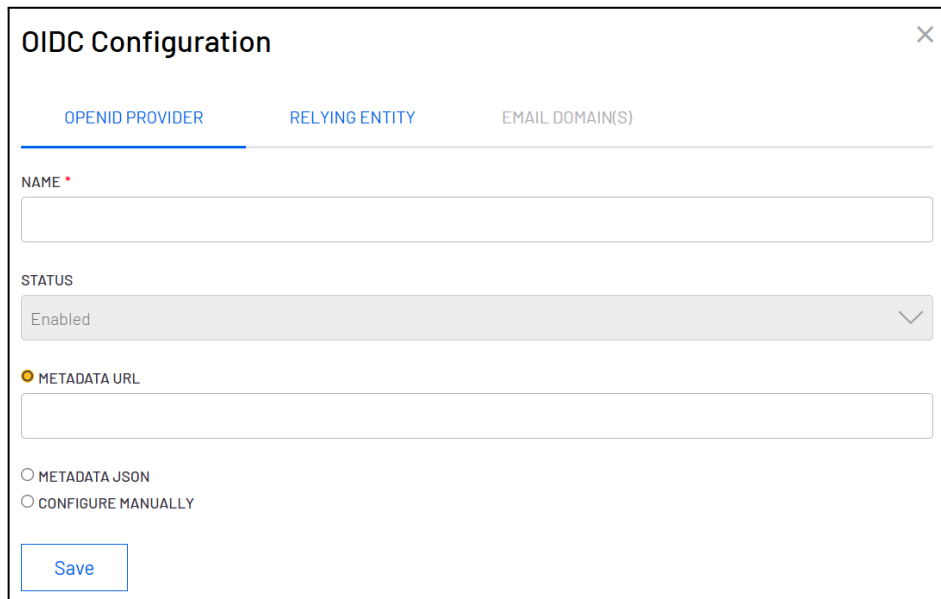 OIDC Configuration
OPENID PROVIDER RELYING ENTITY EMAIL DOMAIN(S)
NAME *
STATUS
Enabled
METADATA URL
METADATA JSON
CONFIGURE MANUALLY
Save